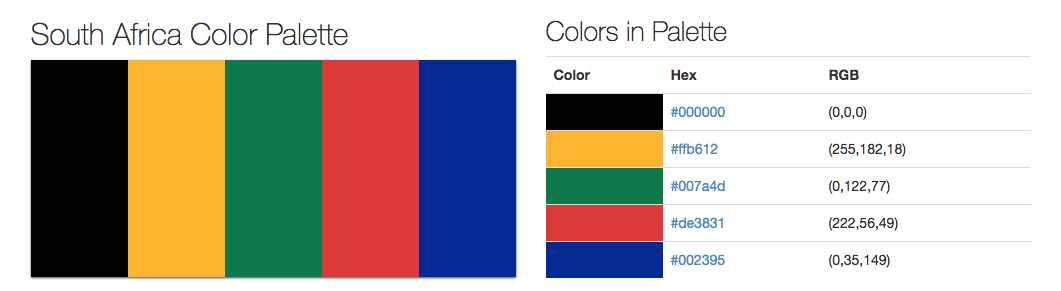 South Africa Color Palette
Colors in Palette
Color Hex RGB
#000000 (0,0,0)
#ffb612 (255,182,18)
#007a4d (0,122,77)
#de3831 (222,56,49)
#002395 (0,35,149)